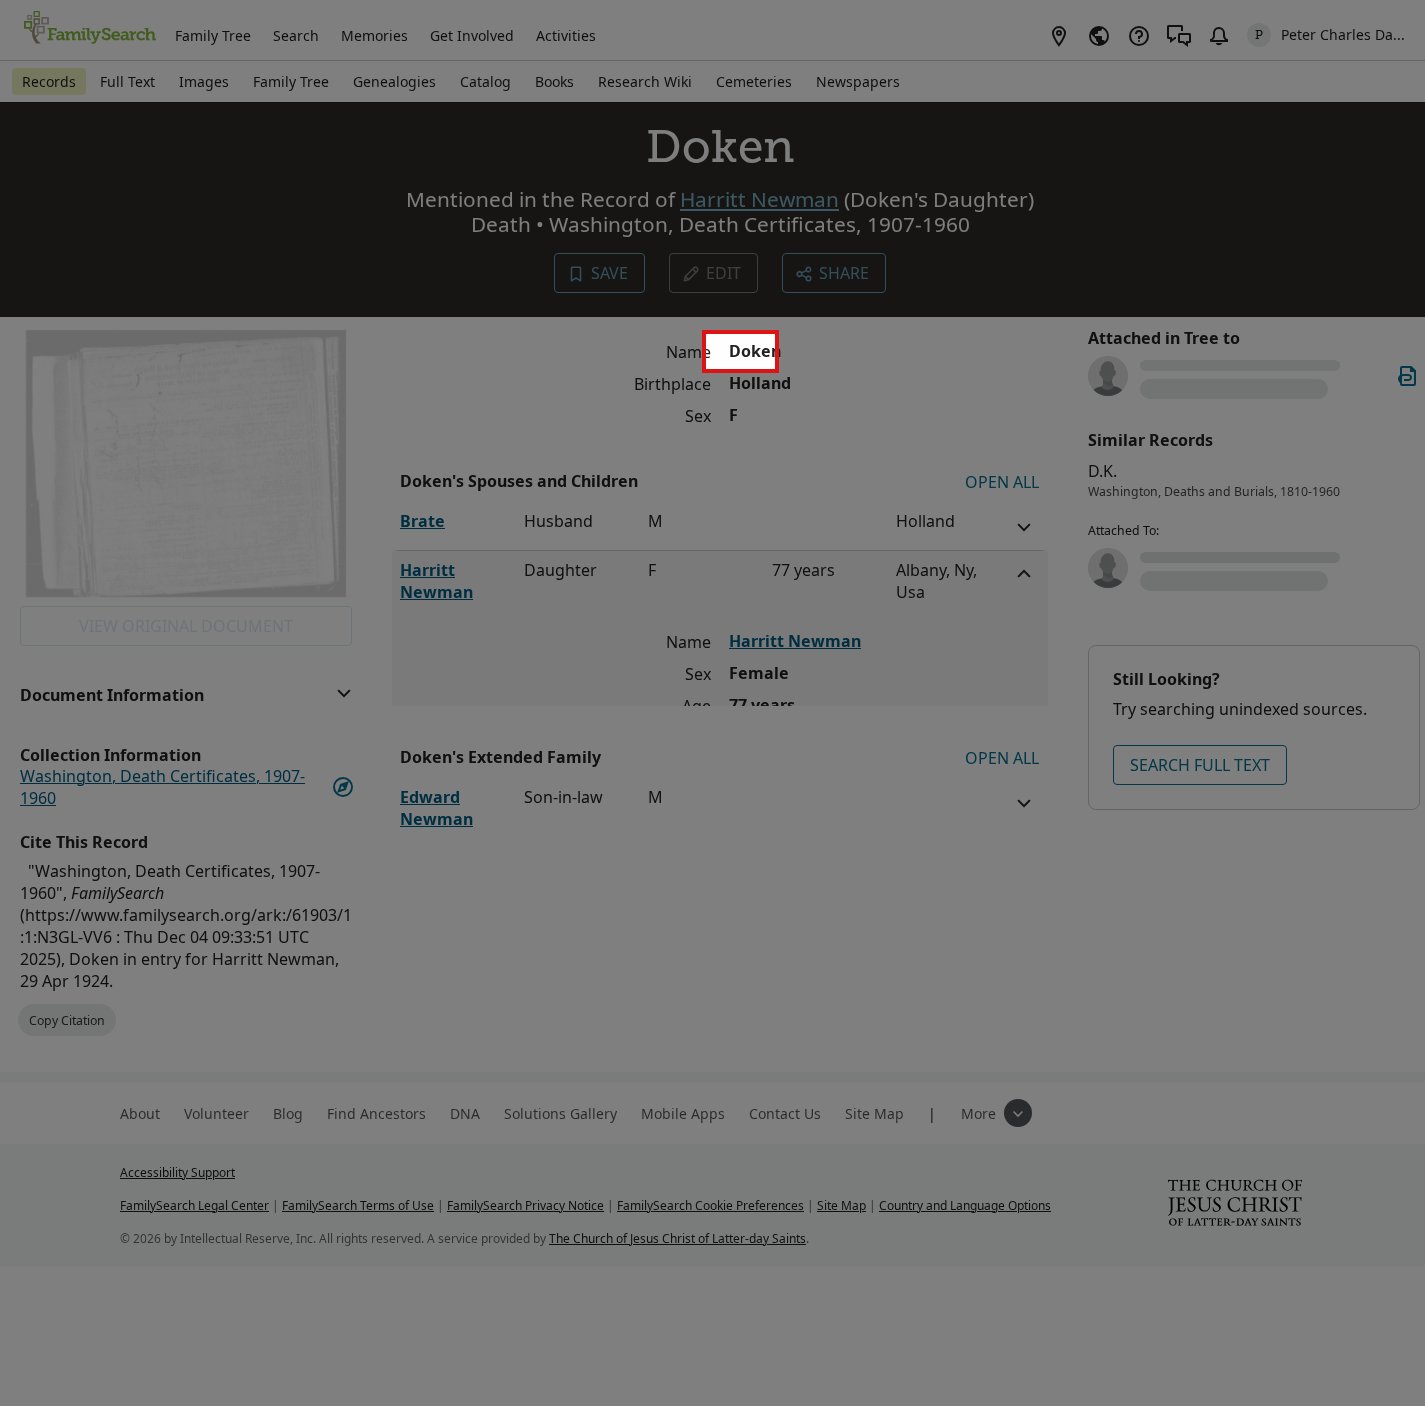 FamilySearch
Family Tree
Search
Memories
Get Involved
Activities
P
Peter Charles Da...
Records
Full Text
Images
Family Tree
Genealogies
Catalog
Books
Research Wiki
Cemeteries
Newspapers
Doken
Mentioned in the Record of Harritt Newman (Doken's Daughter)
Death • Washington, Death Certificates, 1907-1960
SAVE
EDIT
SHARE
VIEW ORIGINAL DOCUMENT
Document Information
Collection Information
Washington, Death Certificates, 1907-
1960
Cite This Record
"Washington, Death Certificates, 1907-
1960", FamilySearch
(https://www.familysearch.org/ark:/61903/1
:1:N3GL-VV6 : Thu Dec 04 09:33:51 UTC
2025), Doken in entry for Harritt Newman,
29 Apr 1924.
Copy Citation
Name Doken
Birthplace Holland
Sex F
Doken's Spouses and Children
OPEN ALL
Brate Husband M Holland
Harritt Daughter F 77 years Albany, Ny,
Newman Usa
Name Harritt Newman
Sex Female
Age 77 years
Doken's Extended Family
OPEN ALL
Edward Son-in-law M
Newman
Attached in Tree to
Similar Records
D.K.
Washington, Deaths and Burials, 1810-1960
Attached To:
Still Looking?
Try searching unindexed sources.
SEARCH FULL TEXT
About
Volunteer
Blog
Find Ancestors
DNA
Solutions Gallery
Mobile Apps
Contact Us
Site Map
|
More
Accessibility Support
FamilySearch Legal Center | FamilySearch Terms of Use | FamilySearch Privacy Notice | FamilySearch Cookie Preferences | Site Map | Country and Language Options
© 2026 by Intellectual Reserve, Inc. All rights reserved. A service provided by The Church of Jesus Christ of Latter-day Saints.
THE CHURCH OF
JESUS CHRIST
OF LATTER-DAY SAINTS